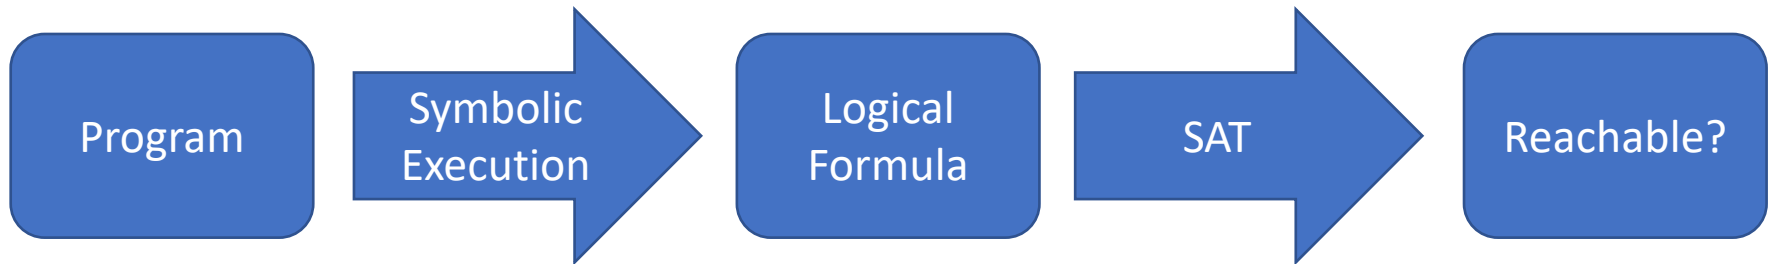 Program
Symbolic
Execution
Logical
Formula
SAT
Reachable?